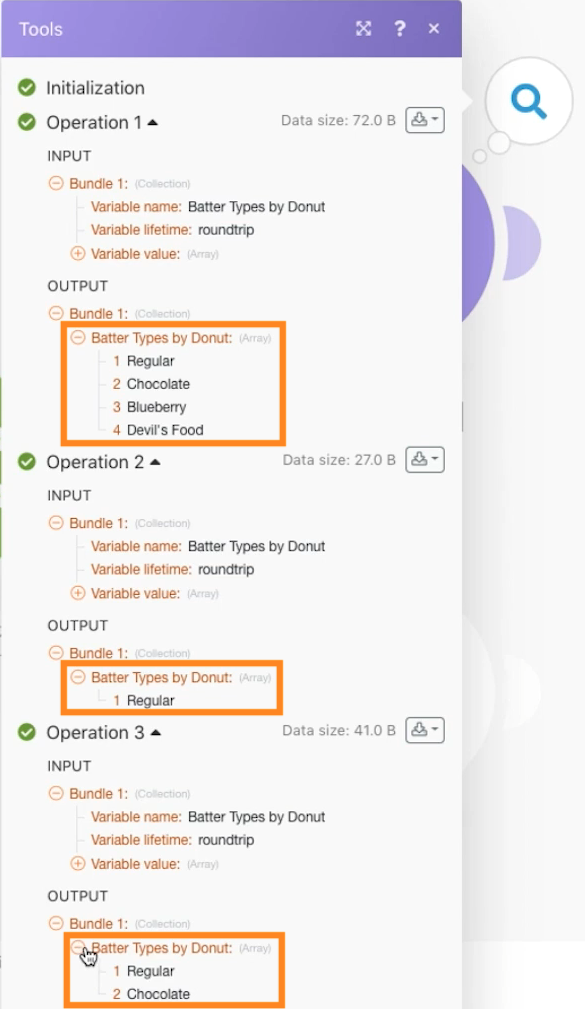 Tools ?
Initialization
Operation 1 Data size: 72.0 B
INPUT
Bundle 1: (Collection)
Variable name: Batter Types by Donut
Variable lifetime: roundtrip
Variable value: (Array)
OUTPUT
Bundle 1: (Collection)
Batter Types by Donut: (Array)
1 Regular
2 Chocolate
3 Blueberry
4 Devil's Food
Operation 2 Data size: 27.0 B
INPUT
Bundle 1: (Collection)
Variable name: Batter Types by Donut
Variable lifetime: roundtrip
Variable value: (Array)
OUTPUT
Bundle 1: (Collection)
Batter Types by Donut: (Array)
1 Regular
Operation 3 Data size: 41.0 B
INPUT
Bundle 1: (Collection)
Variable name: Batter Types by Donut
Variable lifetime: roundtrip
Variable value: (Array)
OUTPUT
Bundle 1: (Collection)
Batter Types by Donut: (Array)
1 Regular
2 Chocolate